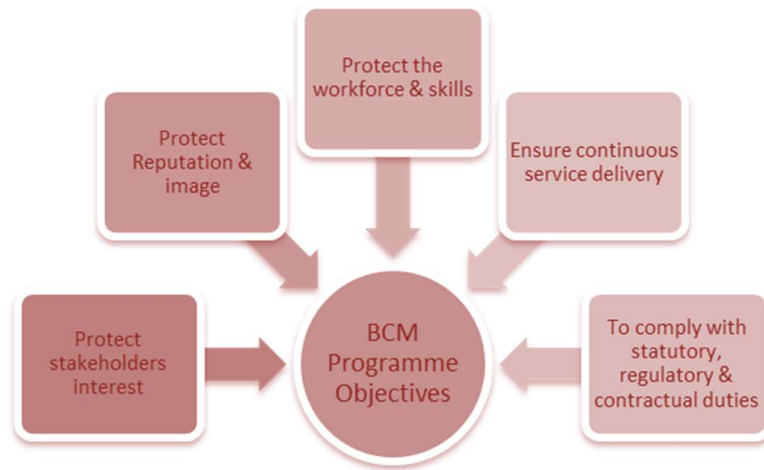 Protect the
workforce & skills
Protect
Reputation &
image
Ensure continuous
service delivery
Protect
stakeholders
interest
BCM
Programme
Objectives
To comply with
statutory,
regulatory &
contractual duties